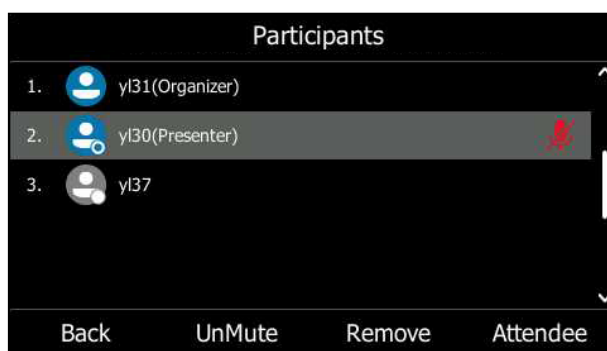 Participants
1. yl31(Organizer)
2. yl30(Presenter)
3. yl37
Back UnMute Remove Attendee